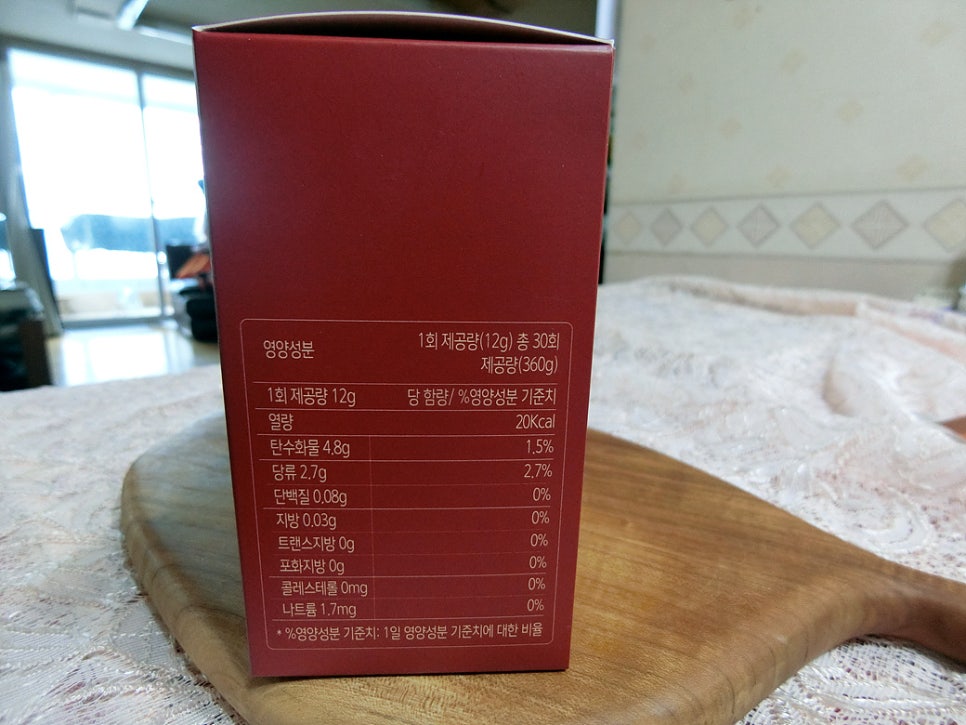 영양성분 1회 제공량(12g) 총 30회
제공량(360g)
1회 제공량 12g 당 함량/ %영양성분 기준치
열량 20Kcal
탄수화물 4.8g 1.5%
당류 2.7g 2.7%
단백질 0.08g 0%
지방 0.03g 0%
트랜스지방 0g 0%
포화지방 0g 0%
콜레스테롤 0mg 0%
나트륨 1.7mg 0%
* %영양성분 기준치: 1일 영양성분 기준치에 대한 비율